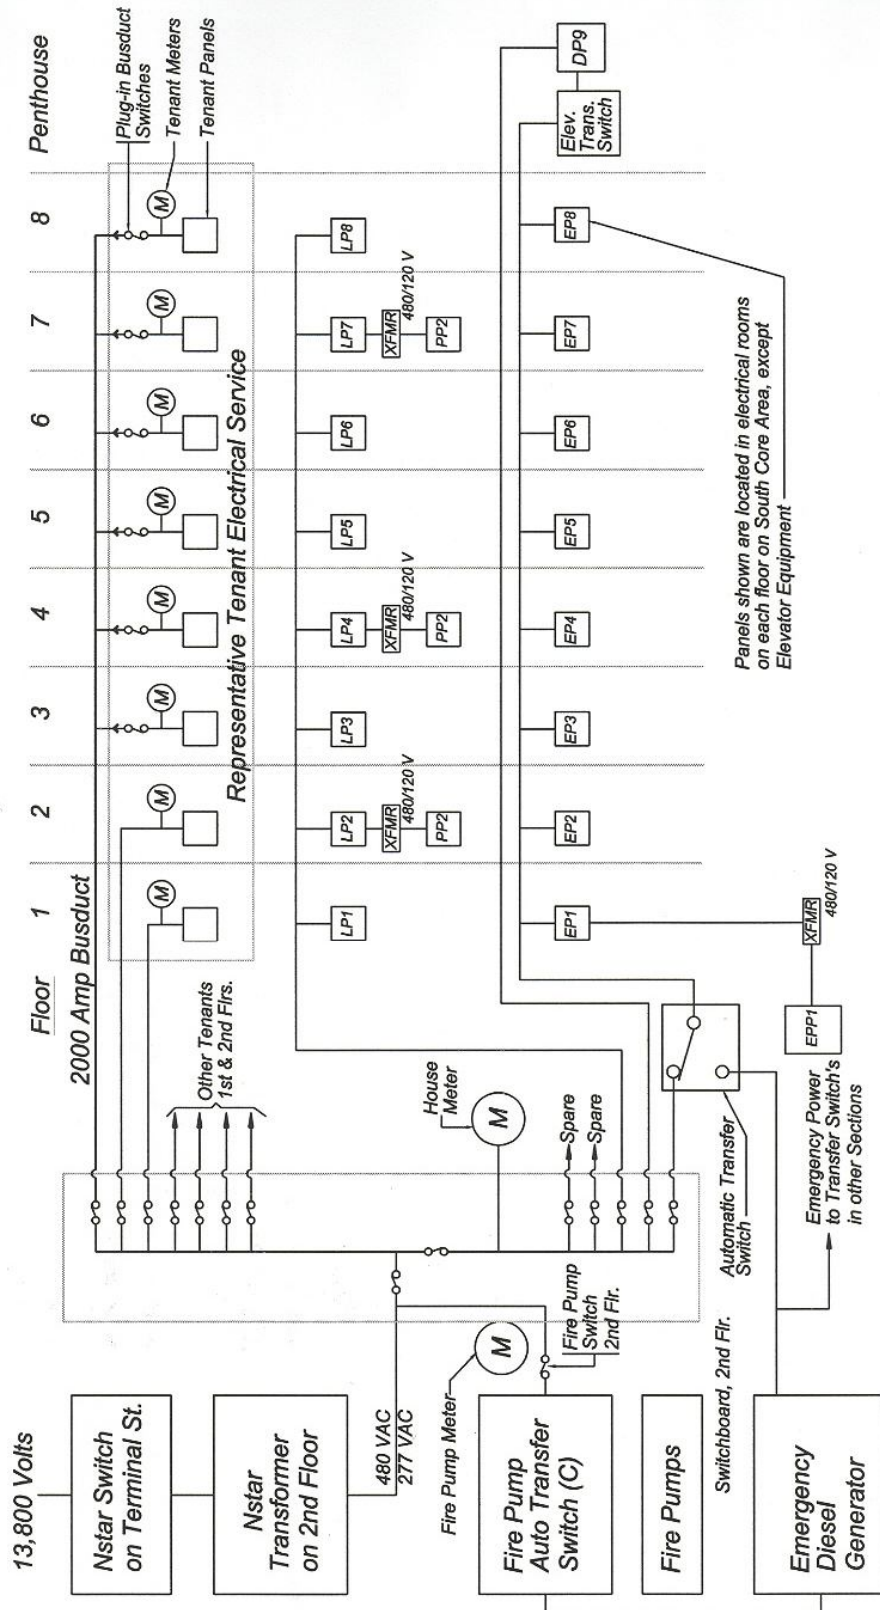 Floor
1
2
3
4
5
6
7
8
Penthouse
13,800 Volts
2000 Amp Busduct
Plug-in Busduct
Switches
Tenant Meters
Tenant Panels
M
M
M
M
M
M
M
M
Representative Tenant Electrical Service
Nstar Switch
on Terminal St.
Other Tenants
1st & 2nd Flrs.
Nstar
Transformer
on 2nd Floor
LP1
LP2
LP3
LP4
LP5
LP6
LP7
LP8
XFMR
480/120 V
XFMR
480/120 V
XFMR
480/120 V
PP2
PP2
PP2
480 VAC
277 VAC
House
Meter
M
Fire Pump Meter
M
Fire Pump
Auto Transfer
Switch (C)
Fire Pump
Switch
2nd Flr.
Spare
Spare
Elev.
Trans.
Switch
DP9
EP1
EP2
EP3
EP4
EP5
EP6
EP7
EP8
Fire Pumps
Switchboard, 2nd Flr.
Automatic Transfer
Switch
Panels shown are located in electrical rooms
on each floor on South Core Area, except
Elevator Equipment
Emergency
Diesel
Generator
Emergency Power
to Transfer Switch's
in other Sections
EPP1
XFMR
480/120 V